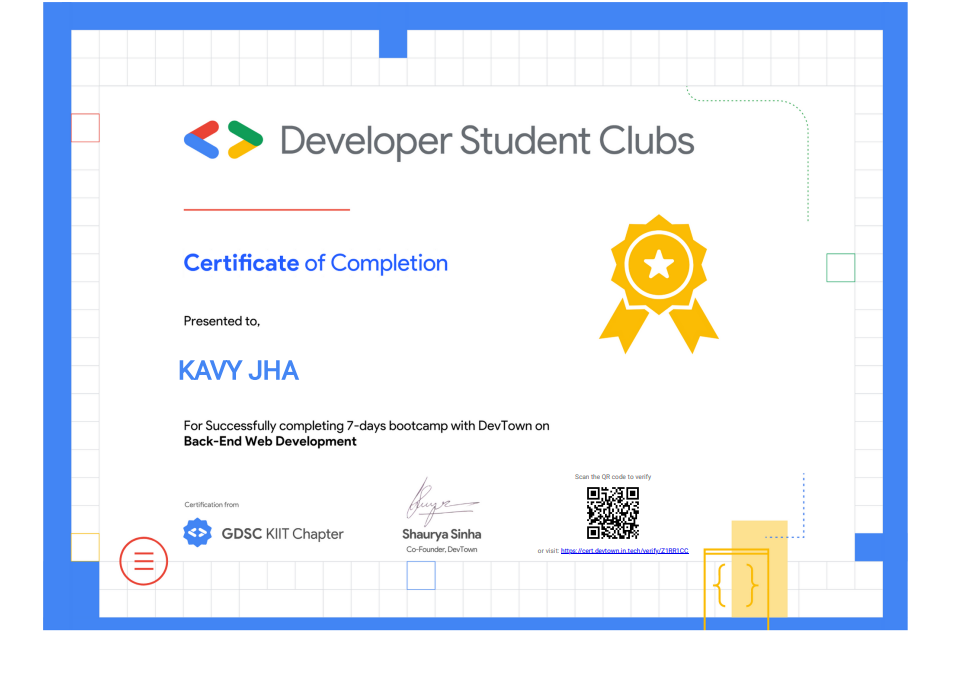 Developer Student Clubs
Certificate of Completion
Presented to,
KAVY JHA
For Successfully completing 7-days bootcamp with DevTown on
Back-End Web Development
Scan the QR code to verify
Certification from
GDSC KIIT Chapter
Shaurya Sinha
Co-Founder, DevTown
or visit: https://cert.devtown.in.tech/verify/Z1RR1CC
{ }